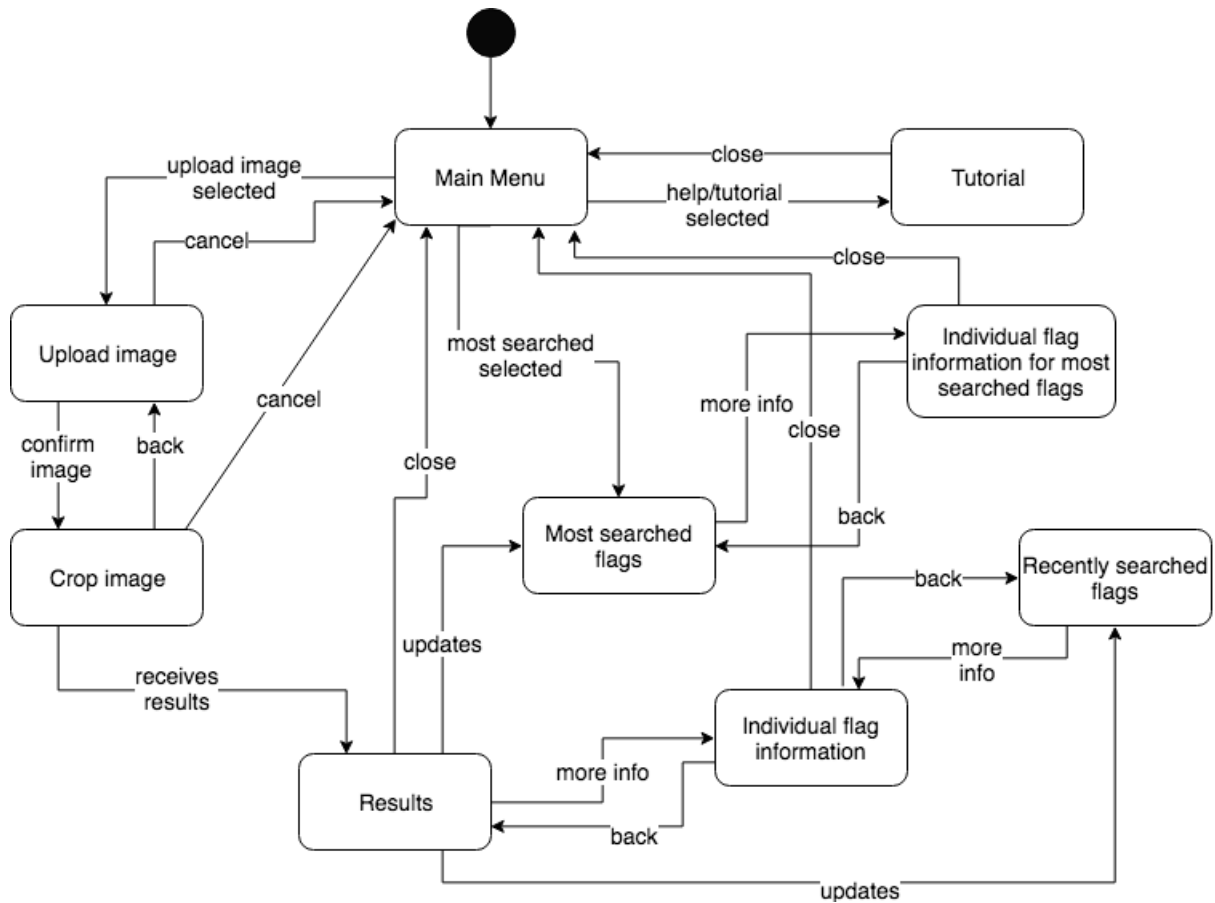 Main Menu
close
Tutorial
upload image
selected
help/tutorial
selected
cancel
close
Upload image
most searched
selected
Individual flag
information for most
searched flags
cancel
more info
confirm
image
back
close
close
back
Most searched
flags
Crop image
back
Recently searched
flags
updates
more
info
receives
results
Individual flag
information
more info
Results
back
updates